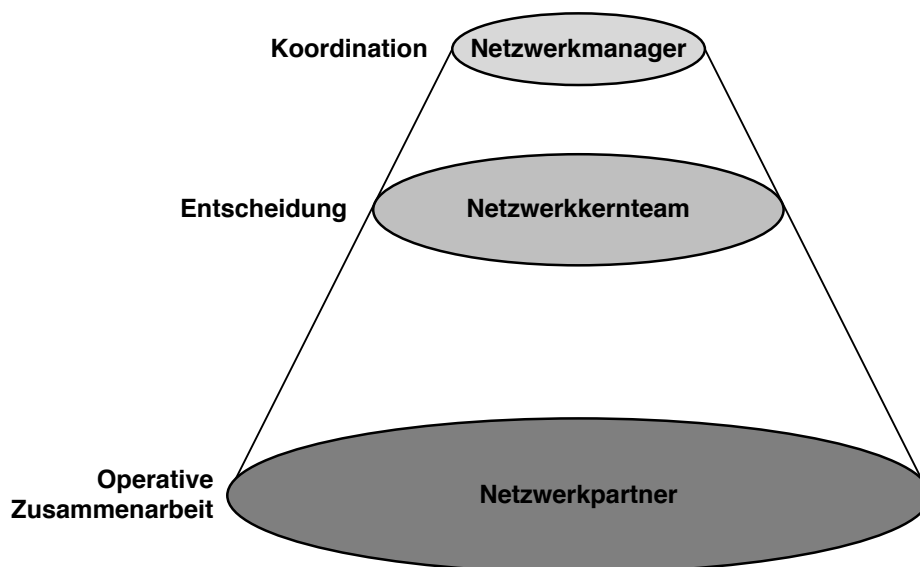 Koordination Netzwerkmanager
Entscheidung Netzwerkkernteam
Operative
Zusammenarbeit
Netzwerkpartner